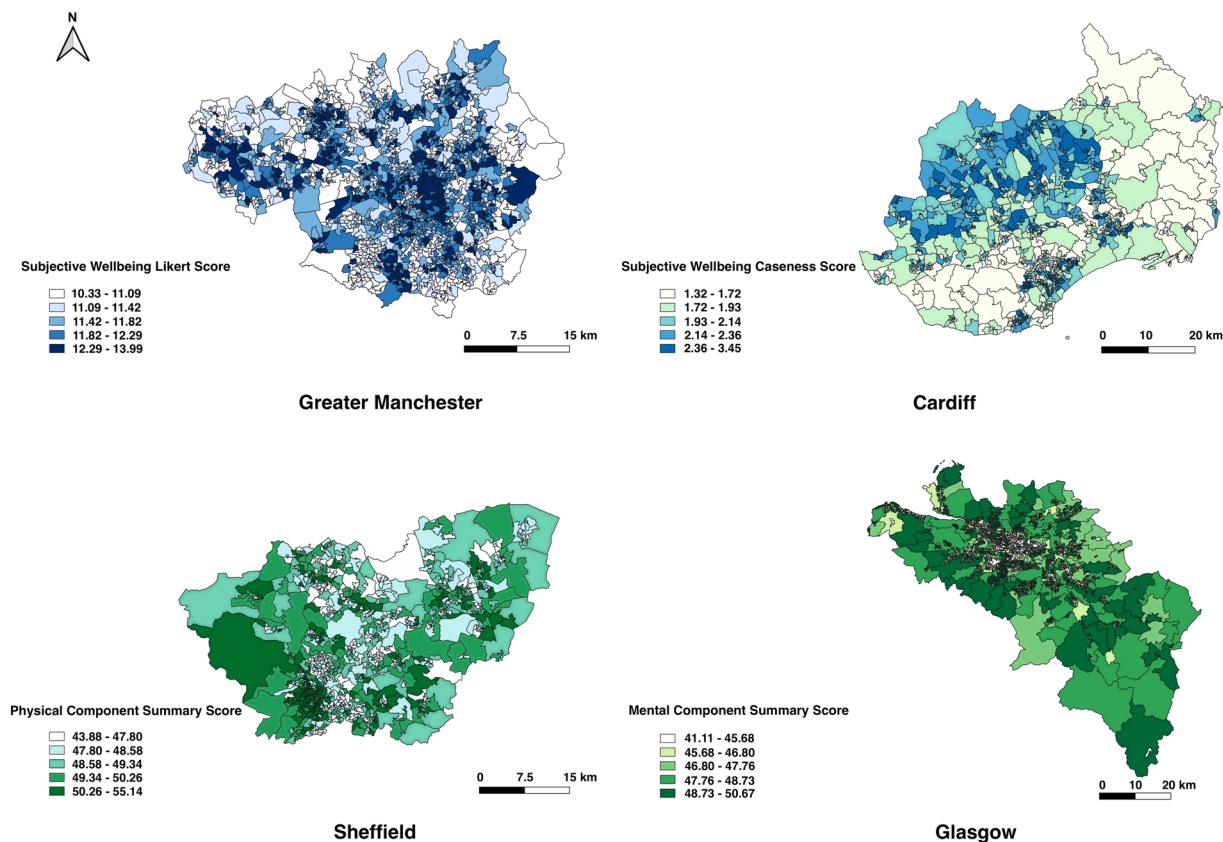 N
Subjective Wellbeing Likert Score
10.33 - 11.09
11.09 - 11.42
11.42 - 11.82
11.82 - 12.29
12.29 - 13.99
0 7.5 15 km
Greater Manchester
Subjective Wellbeing Caseness Score
1.32 - 1.72
1.72 - 1.93
1.93 - 2.14
2.14 - 2.36
2.36 - 3.45
0 10 20 km
Cardiff
Physical Component Summary Score
43.88 - 47.80
47.80 - 48.58
48.58 - 49.34
49.34 - 50.26
50.26 - 55.14
0 7.5 15 km
Sheffield
Mental Component Summary Score
41.11 - 45.68
45.68 - 46.80
46.80 - 47.76
47.76 - 48.73
48.73 - 50.67
0 10 20 km
Glasgow